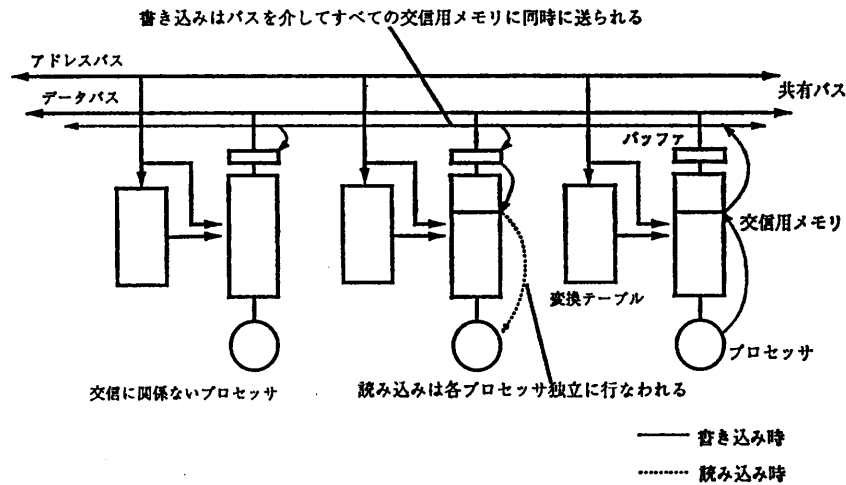 書き込みはバスを介してすべての交信用メモリに同時に送られる
アドレスバス
データバス
共有バス
バッファ
交信用メモリ
変換テーブル
プロセッサ
交信に関係ないプロセッサ
読み込みは各プロセッサ独立に行なわれる
書き込み時
読み込み時